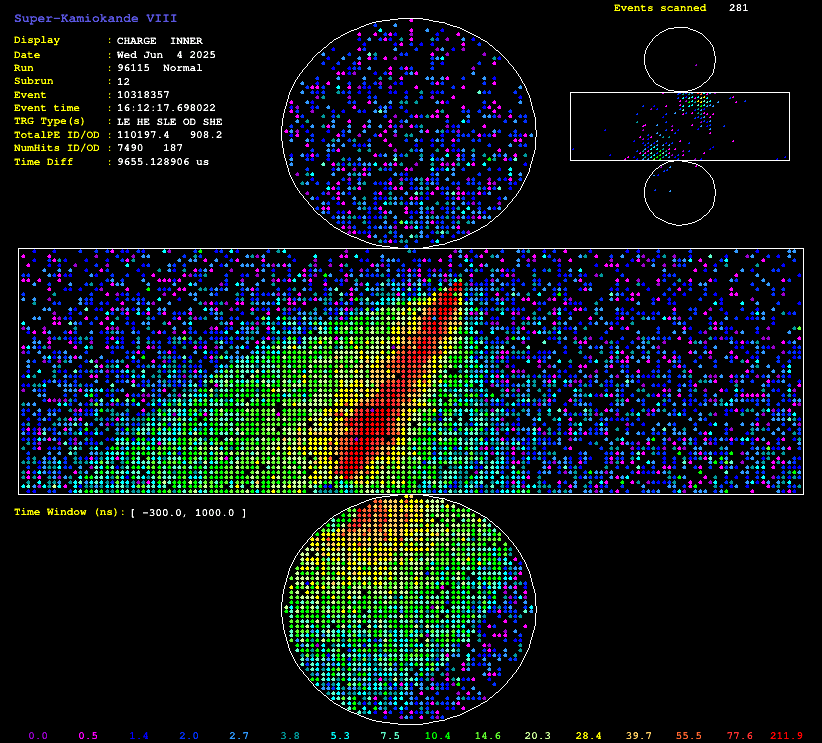 Super-Kamiokande VIII
Events scanned 281
Display : CHARGE INNER
Date : Wed Jun 4 2025
Run : 96115 Normal
Subrun : 12
Event : 10318357
Event time : 16:12:17.698022
TRG Type(s) : LE HE SLE OD SHE
TotalPE ID/OD : 110197.4 908.2
NumHits ID/OD : 7490 187
Time Diff : 9655.128906 us
Time Window (ns): [ -300.0, 1000.0 ]
0.0 0.5 1.4 2.0 2.7 3.8 5.3 7.5 10.4 14.6 20.3 28.4 39.7 55.5 77.6 211.9